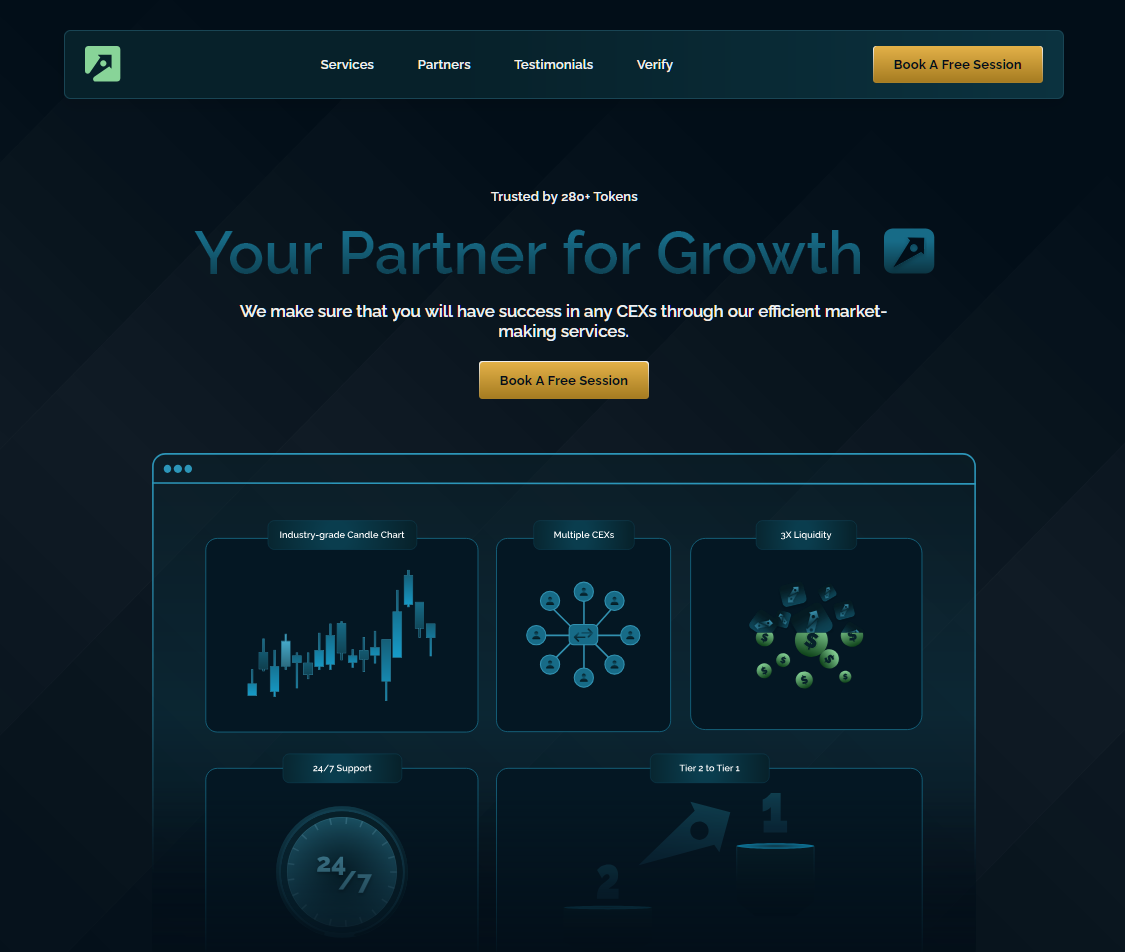 Services
Partners
Testimonials
Verify
Book A Free Session
Trusted by 280+ Tokens
Your Partner for Growth
We make sure that you will have success in any CEXs through our efficient market-
making services.
Book A Free Session
Industry-grade Candle Chart
Multiple CEXs
3X Liquidity
$
$
$
$
$
$
$
$
24/7 Support
Tier 2 to Tier 1
24/7
2
1